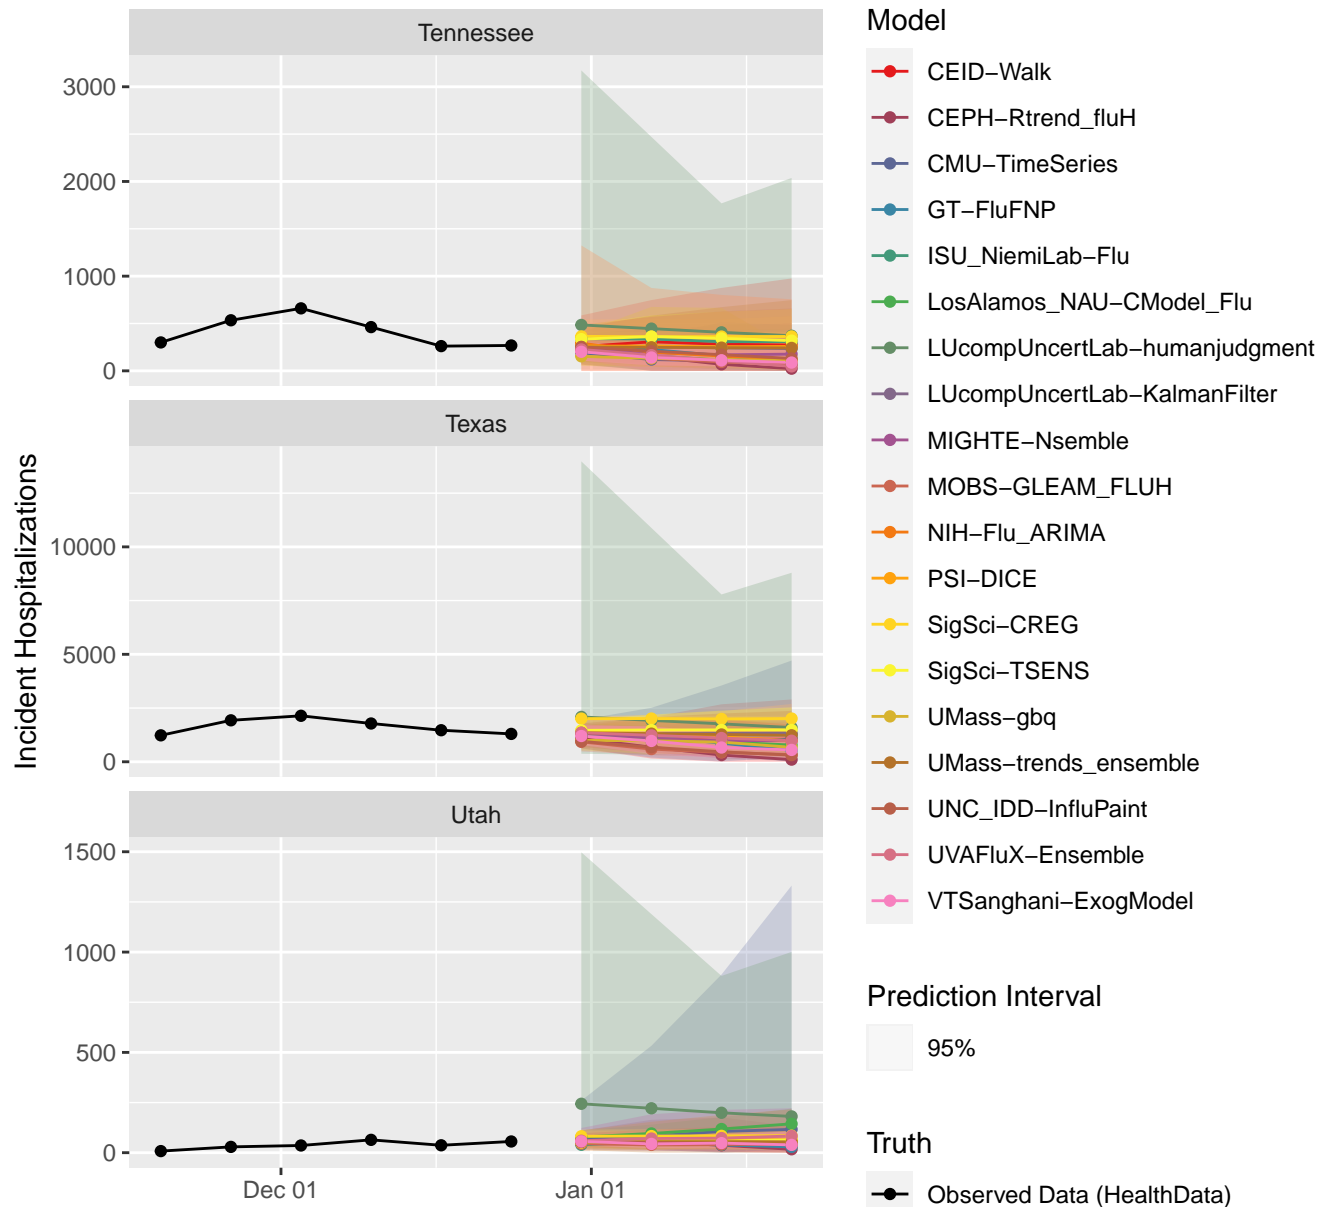 Tennessee
3000
2000
1000
0
Texas
10000
5000
0
Utah
1500
1000
500
0
Dec 01
Jan 01
Incident Hospitalizations
Model
CEID−Walk
CEPH−Rtrend_fluH
CMU−TimeSeries
GT−FluFNP
ISU_NiemiLab−Flu
LosAlamos_NAU−CModel_Flu
LUcompUncertLab−humanjudgment
LUcompUncertLab−KalmanFilter
MIGHTE−Nsemble
MOBS−GLEAM_FLUH
NIH−Flu_ARIMA
PSI−DICE
SigSci−CREG
SigSci−TSENS
UMass−gbq
UMass−trends_ensemble
UNC_IDD−InfluPaint
UVAFluX−Ensemble
VTSanghani−ExogModel
Prediction Interval
95%
Truth
Observed Data (HealthData)